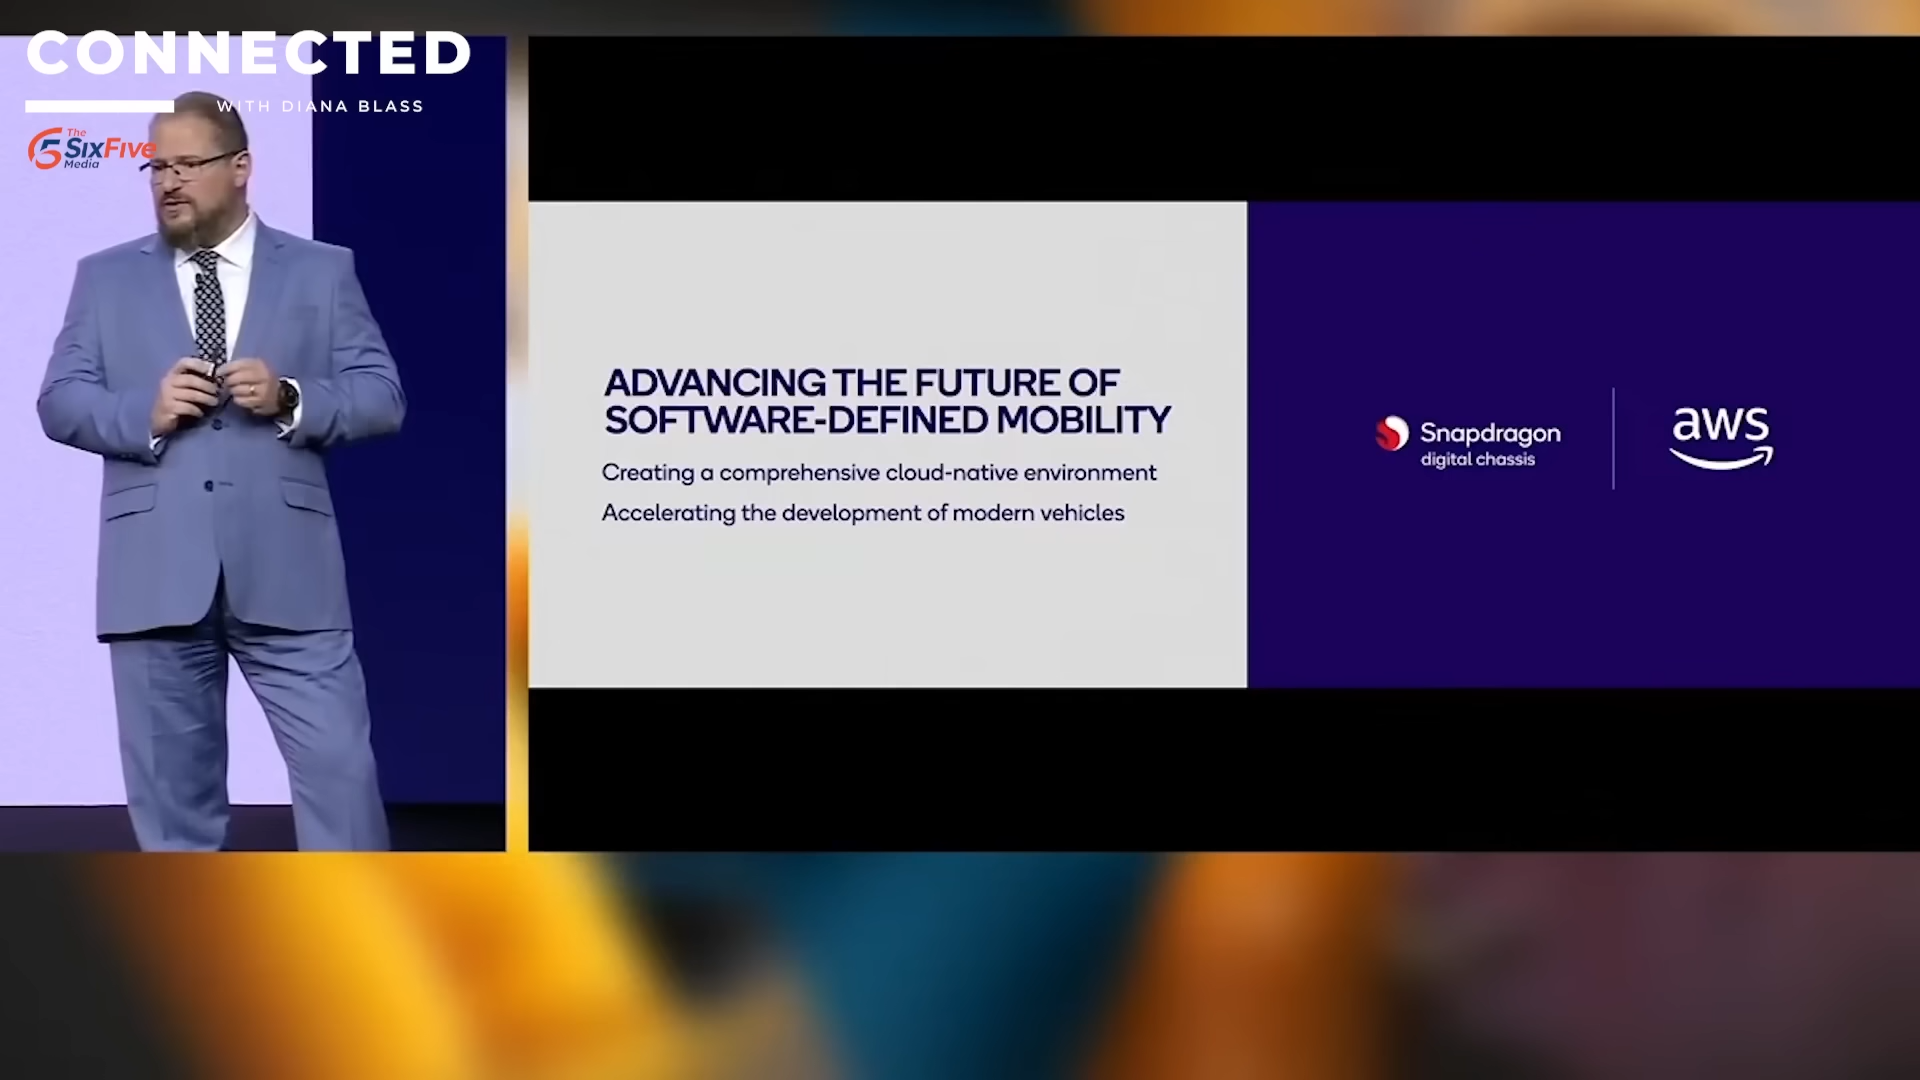 CONNECTED
WITH DIANA BLASS
The
SixFive
Media
ADVANCING THE FUTURE OF
SOFTWARE-DEFINED MOBILITY
Creating a comprehensive cloud-native environment
Accelerating the development of modern vehicles
Snapdragon
digital chassis
aws